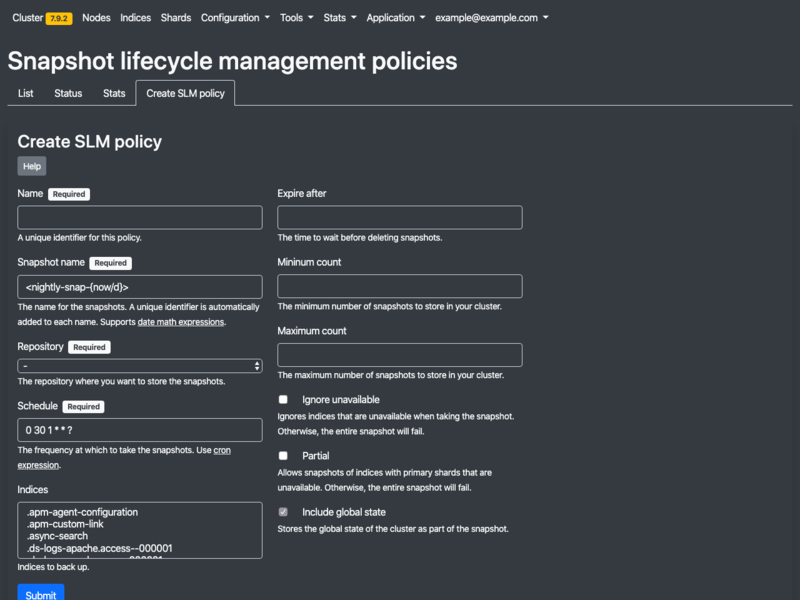 Cluster 7.9.2 Nodes Indices Shards Configuration Tools Stats Application example@example.com
Snapshot lifecycle management policies
List Status Stats Create SLM policy
Create SLM policy
Help
Name Required
A unique identifier for this policy.
Snapshot name Required
<nightly-snap-{now/d}>
The name for the snapshots. A unique identifier is automatically
added to each name. Supports date math expressions.
Repository Required
-
The repository where you want to store the snapshots.
Schedule Required
0 30 1 * * ?
The frequency at which to take the snapshots. Use cron
expression.
Indices
.apm-agent-configuration
.apm-custom-link
.async-search
.ds-logs-apache.access--000001
Indices to back up.
Submit
Expire after
The time to wait before deleting snapshots.
Mininum count
The minimum number of snapshots to store in your cluster.
Maximum count
The maximum number of snapshots to store in your cluster.
Ignore unavailable
Ignores indices that are unavailable when taking the snapshot.
Otherwise, the entire snapshot will fail.
Partial
Allows snapshots of indices with primary shards that are
unavailable. Otherwise, the entire snapshot will fail.
Include global state
Stores the global state of the cluster as part of the snapshot.